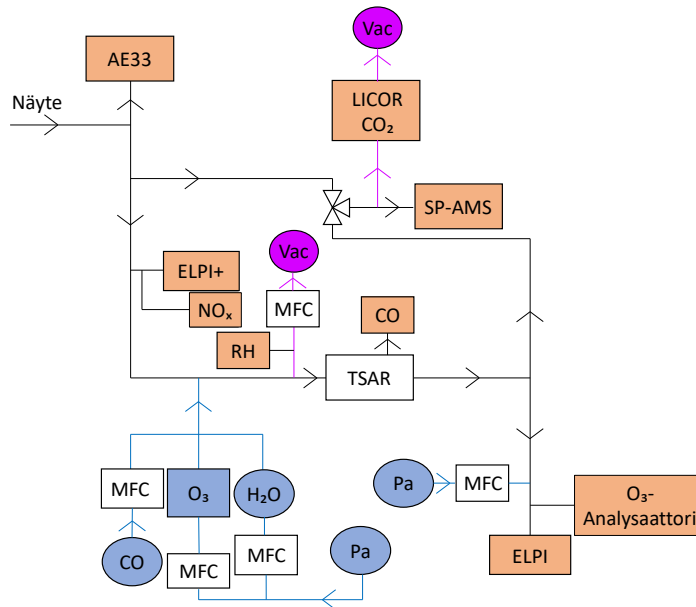 Vac
AE33
LICOR
CO₂
Näyte
SP-AMS
Vac
ELPI+
NOₓ
MFC
CO
RH
TSAR
MFC
O₃
H₂O
Pa
MFC
O₃-
Analysaattori
CO
MFC
MFC
Pa
ELPI